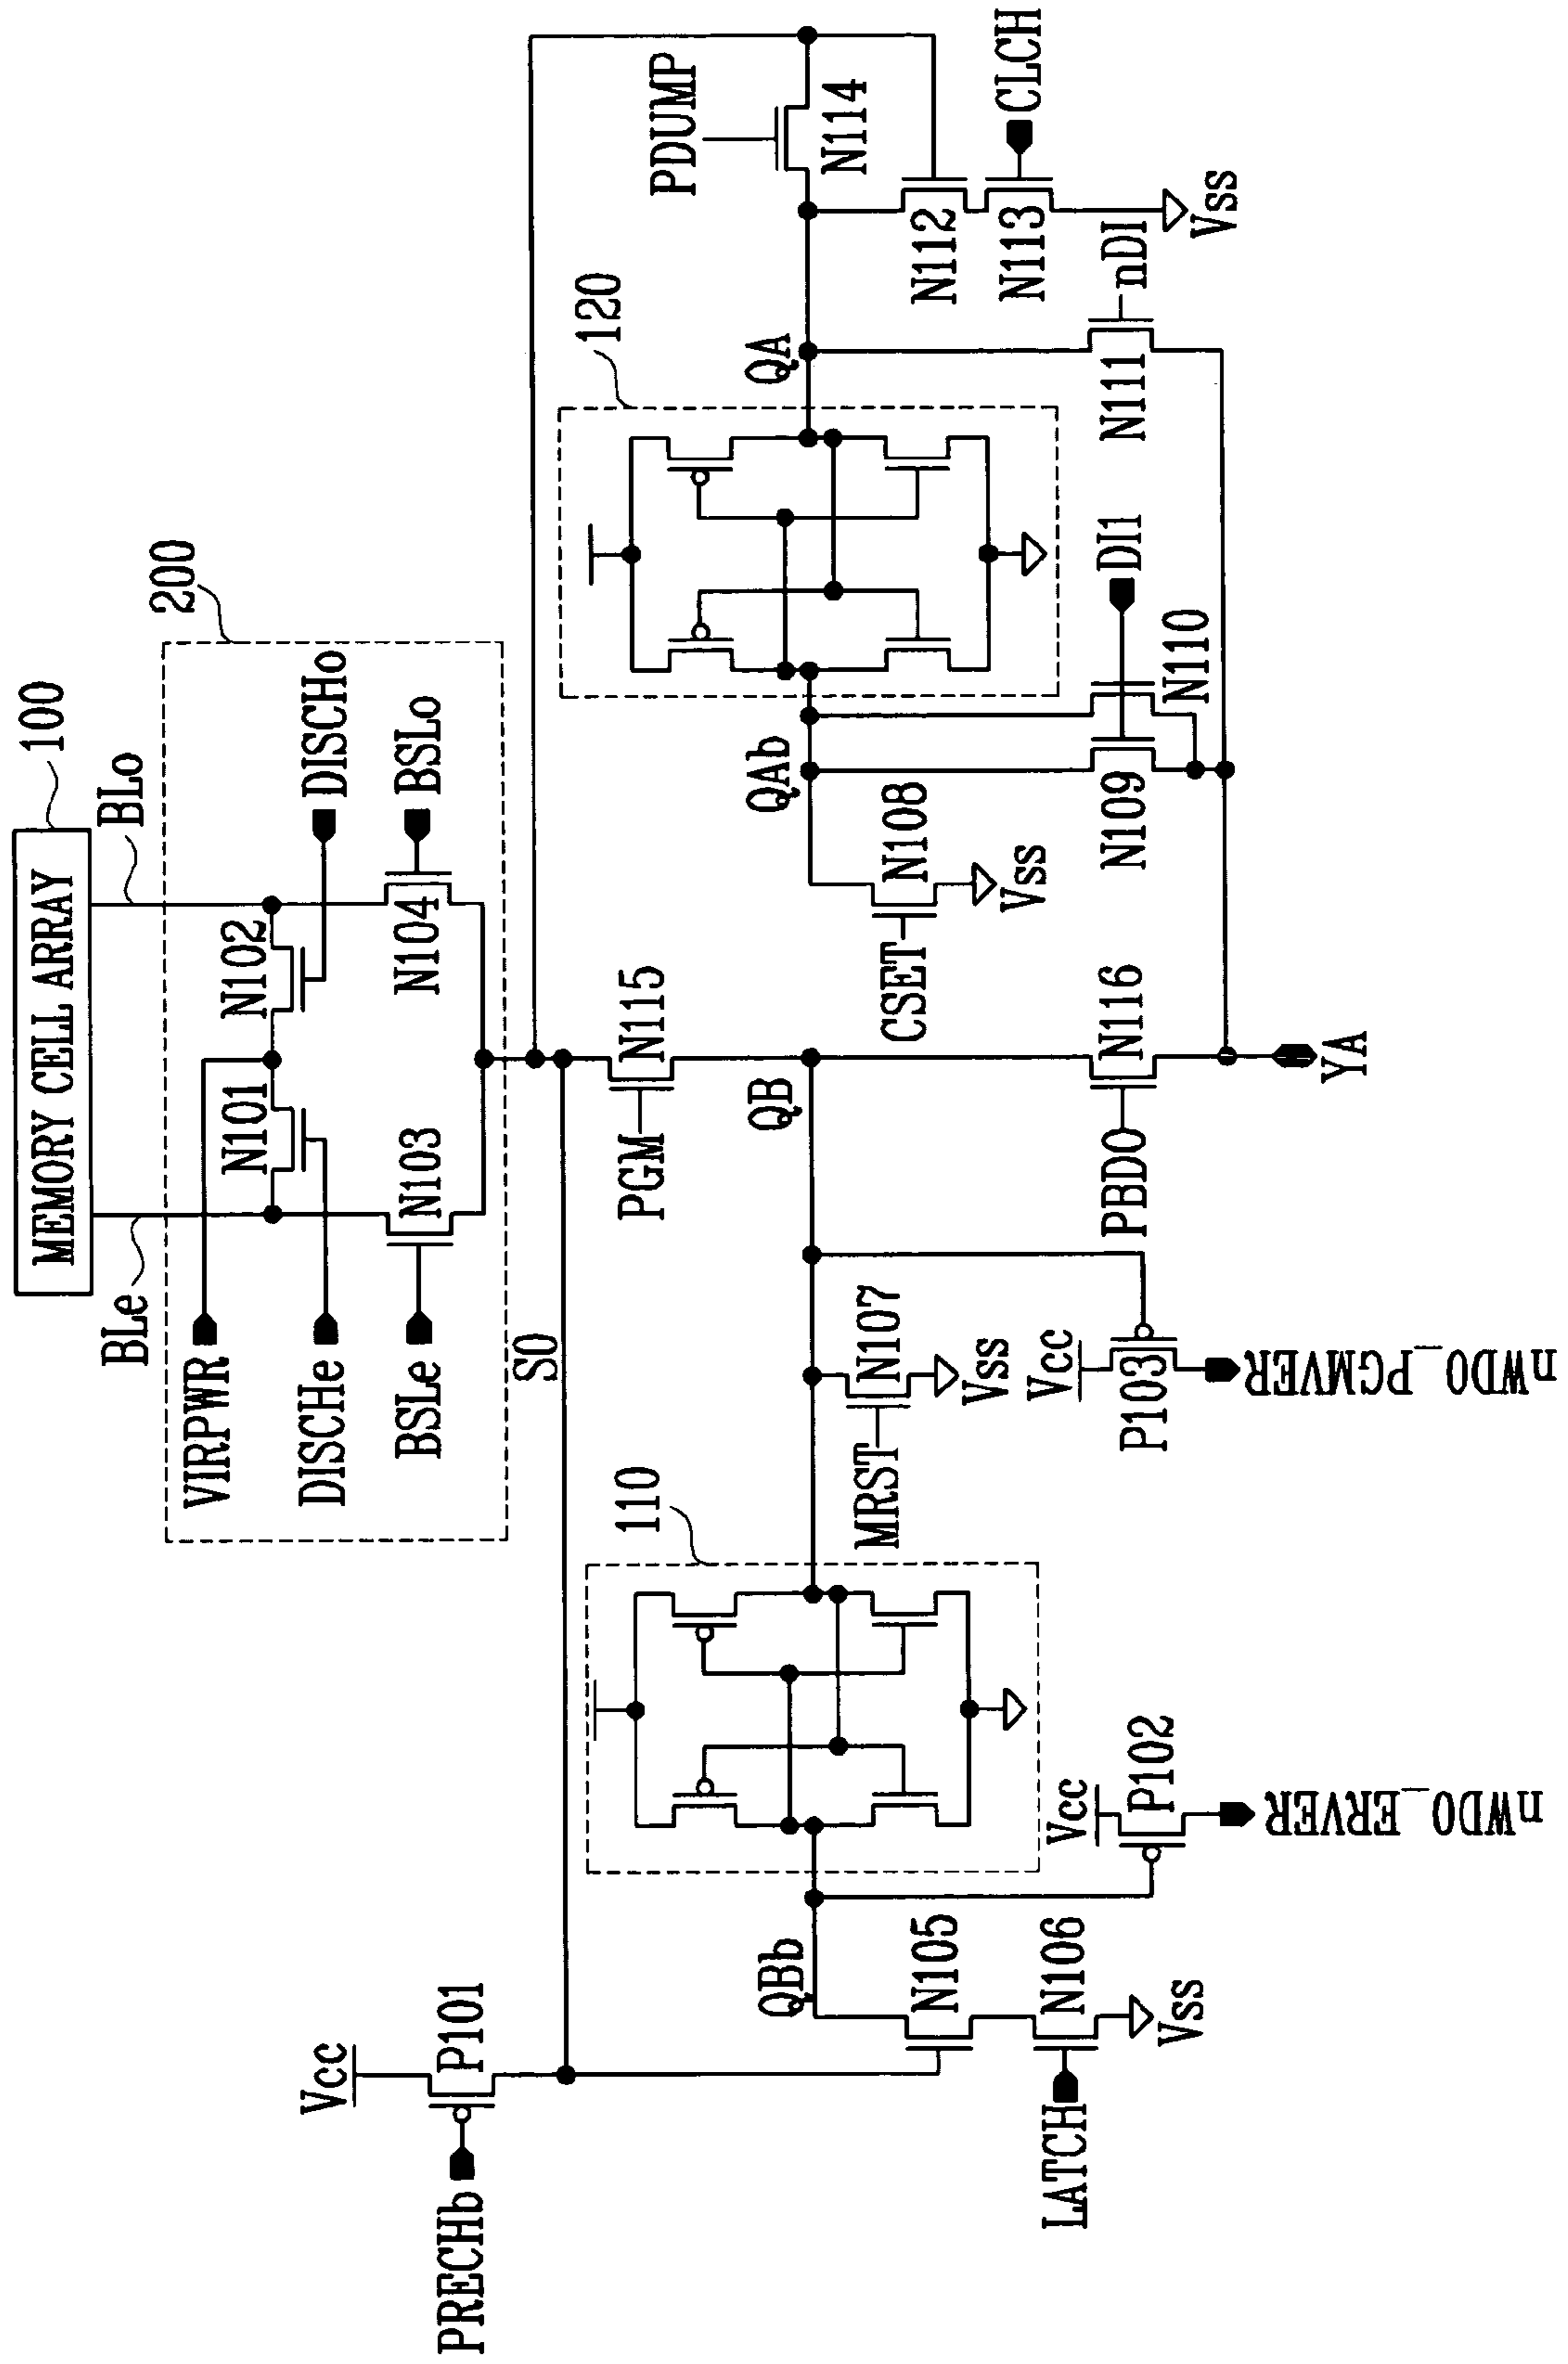 MEMORY CELL ARRAY
100
BLe
BLo
200
VIRPWR
N101
N102
DISCHe
DISCHo
BSLe
N103
N104
BSLo
Vcc
P101
PRECHb
SO
PGM
N115
110
120
PDUMP
N114
QBb
QB
QAb
QA
N105
N106
LATCH
Vss
MRST
N107
Vss
CSET
N108
Vss
N112
N113
CLCH
Vss
Vcc
P102
nWDO_ERVER
Vcc
P103
nWDO_PGMVER
PBDO
N116
N109
N110
DI1
N111
nDI
YA